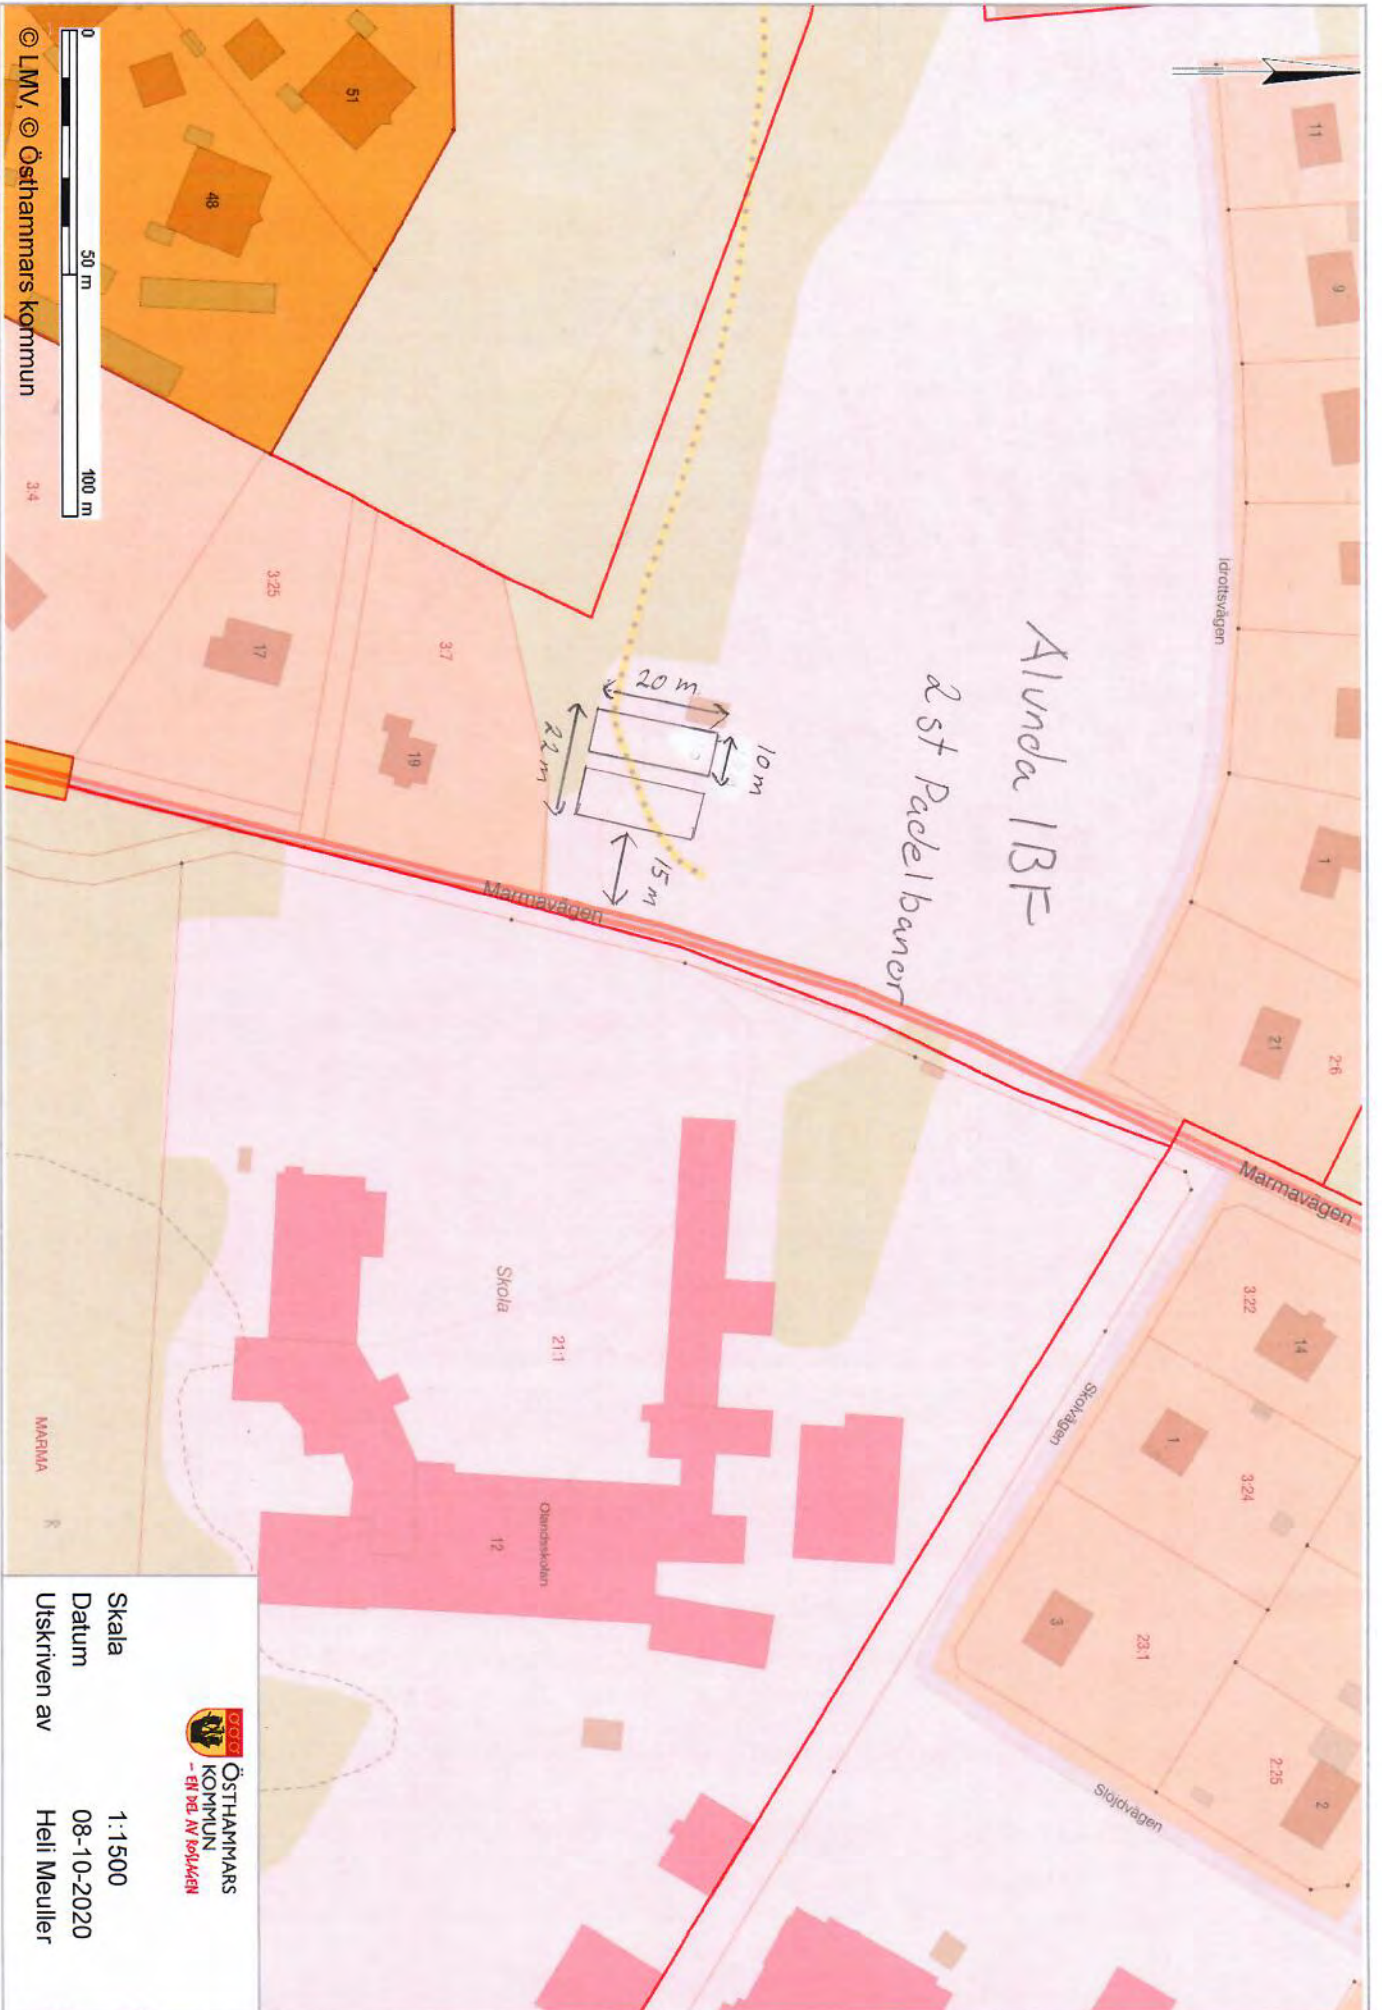 Alunda IBF
2 st Padelbanor
20 m
10 m
22 m
15 m
Idrottsvägen
Marmavägen
Marmavägen
Skolvägen
Slöjdvägen
11
9
1
21
2:6
3:22
14
1
3:24
3
23:1
2:25
2
51
48
3:4
3:25
17
3:7
19
Skola
21:1
Olandsskolan
12
MARMA
0
50 m
100 m
© LMV, © Östhammars kommun
ÖSTHAMMARS
KOMMUN
- EN DEL AV ROSLAGEN
Skala 1:1500
Datum 08-10-2020
Utskriven av Heli Meuller